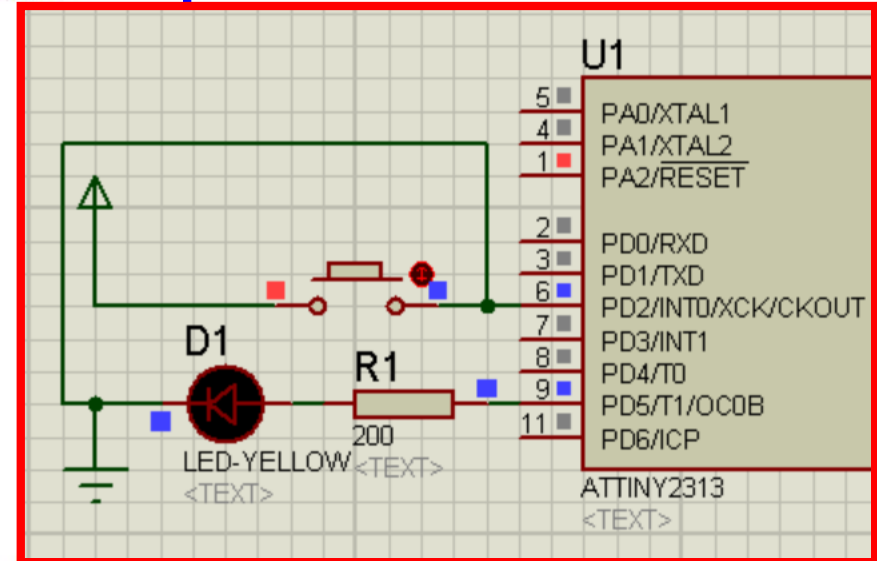 U1
5
PA0/XTAL1
4
PA1/XTAL2
1
PA2/RESET
2
PD0/RXD
3
PD1/TXD
6
PD2/INT0/XCK/CKOUT
7
PD3/INT1
8
PD4/T0
9
PD5/T1/OC0B
11
PD6/ICP
ATTINY2313
<TEXT>
D1
LED-YELLOW
<TEXT>
R1
200
<TEXT>